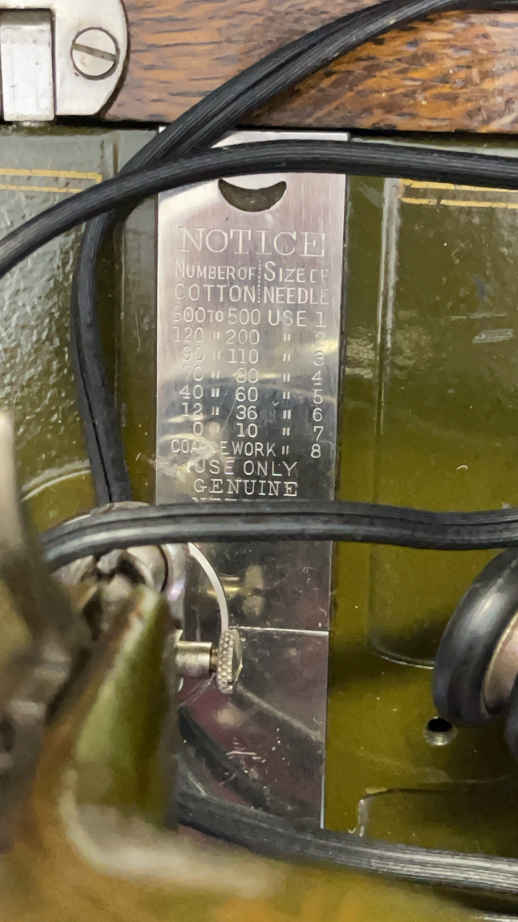 NOTICE
NUMBER OF SIZE OF
COTTON NEEDLE
300 TO 500 USE 1
120 " 200 " 2
90 " 110 " 3
70 " 80 " 4
40 " 60 " 5
12 " 36 " 6
0 " 10 " 7
COARSE WORK " 8
USE ONLY
GENUINE